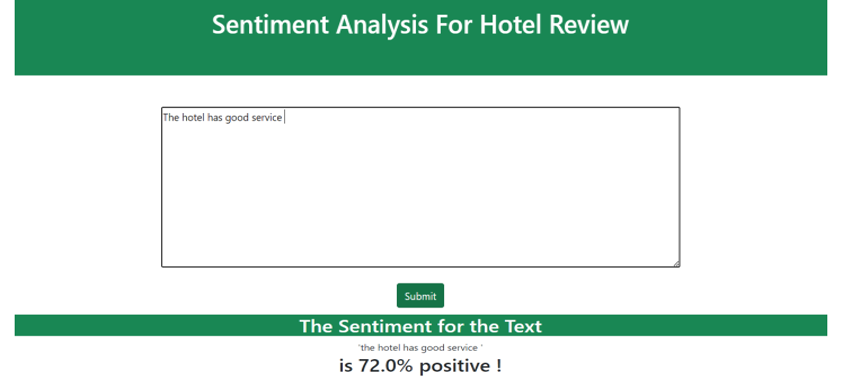 Sentiment Analysis For Hotel Review
The hotel has good service
Submit
The Sentiment for the Text
'the hotel has good service '
is 72.0% positive !